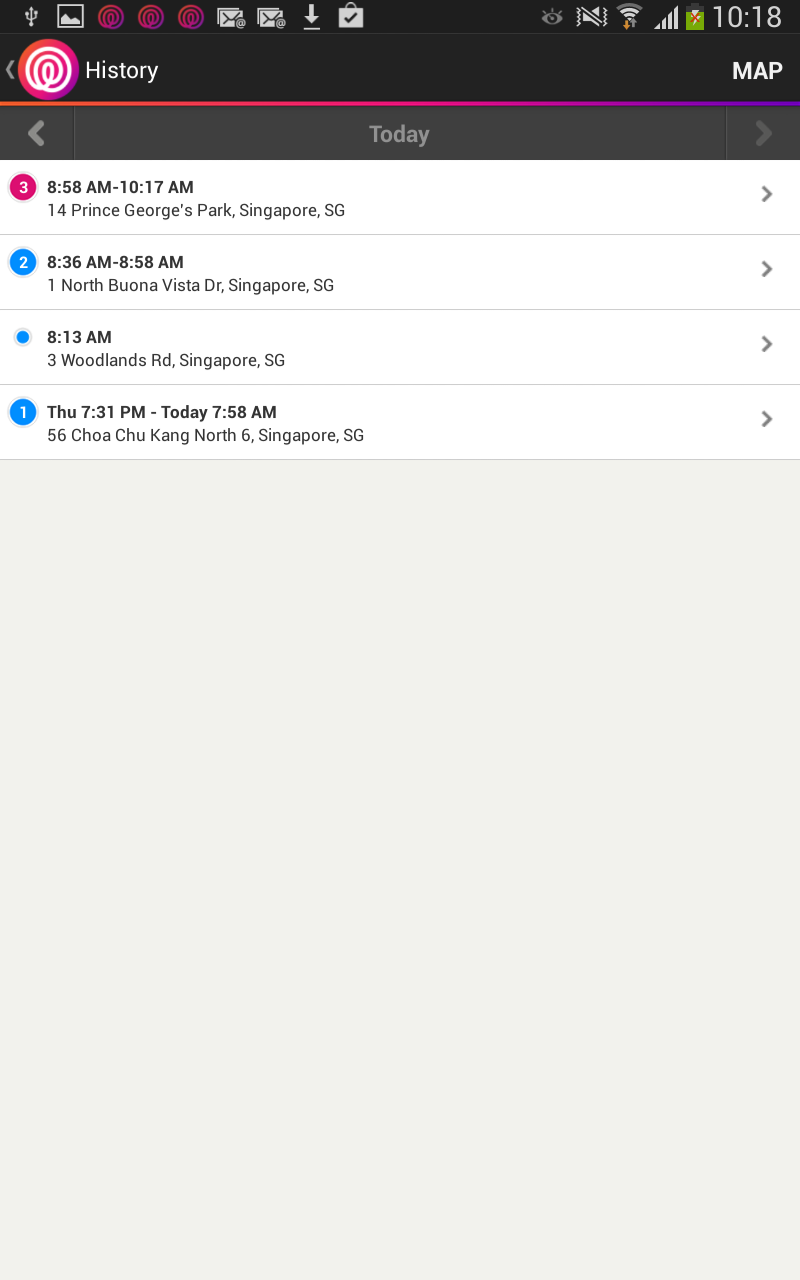 10:18
History
MAP
Today
3
8:58 AM-10:17 AM
14 Prince George's Park, Singapore, SG
2
8:36 AM-8:58 AM
1 North Buona Vista Dr, Singapore, SG
8:13 AM
3 Woodlands Rd, Singapore, SG
1
Thu 7:31 PM - Today 7:58 AM
56 Choa Chu Kang North 6, Singapore, SG